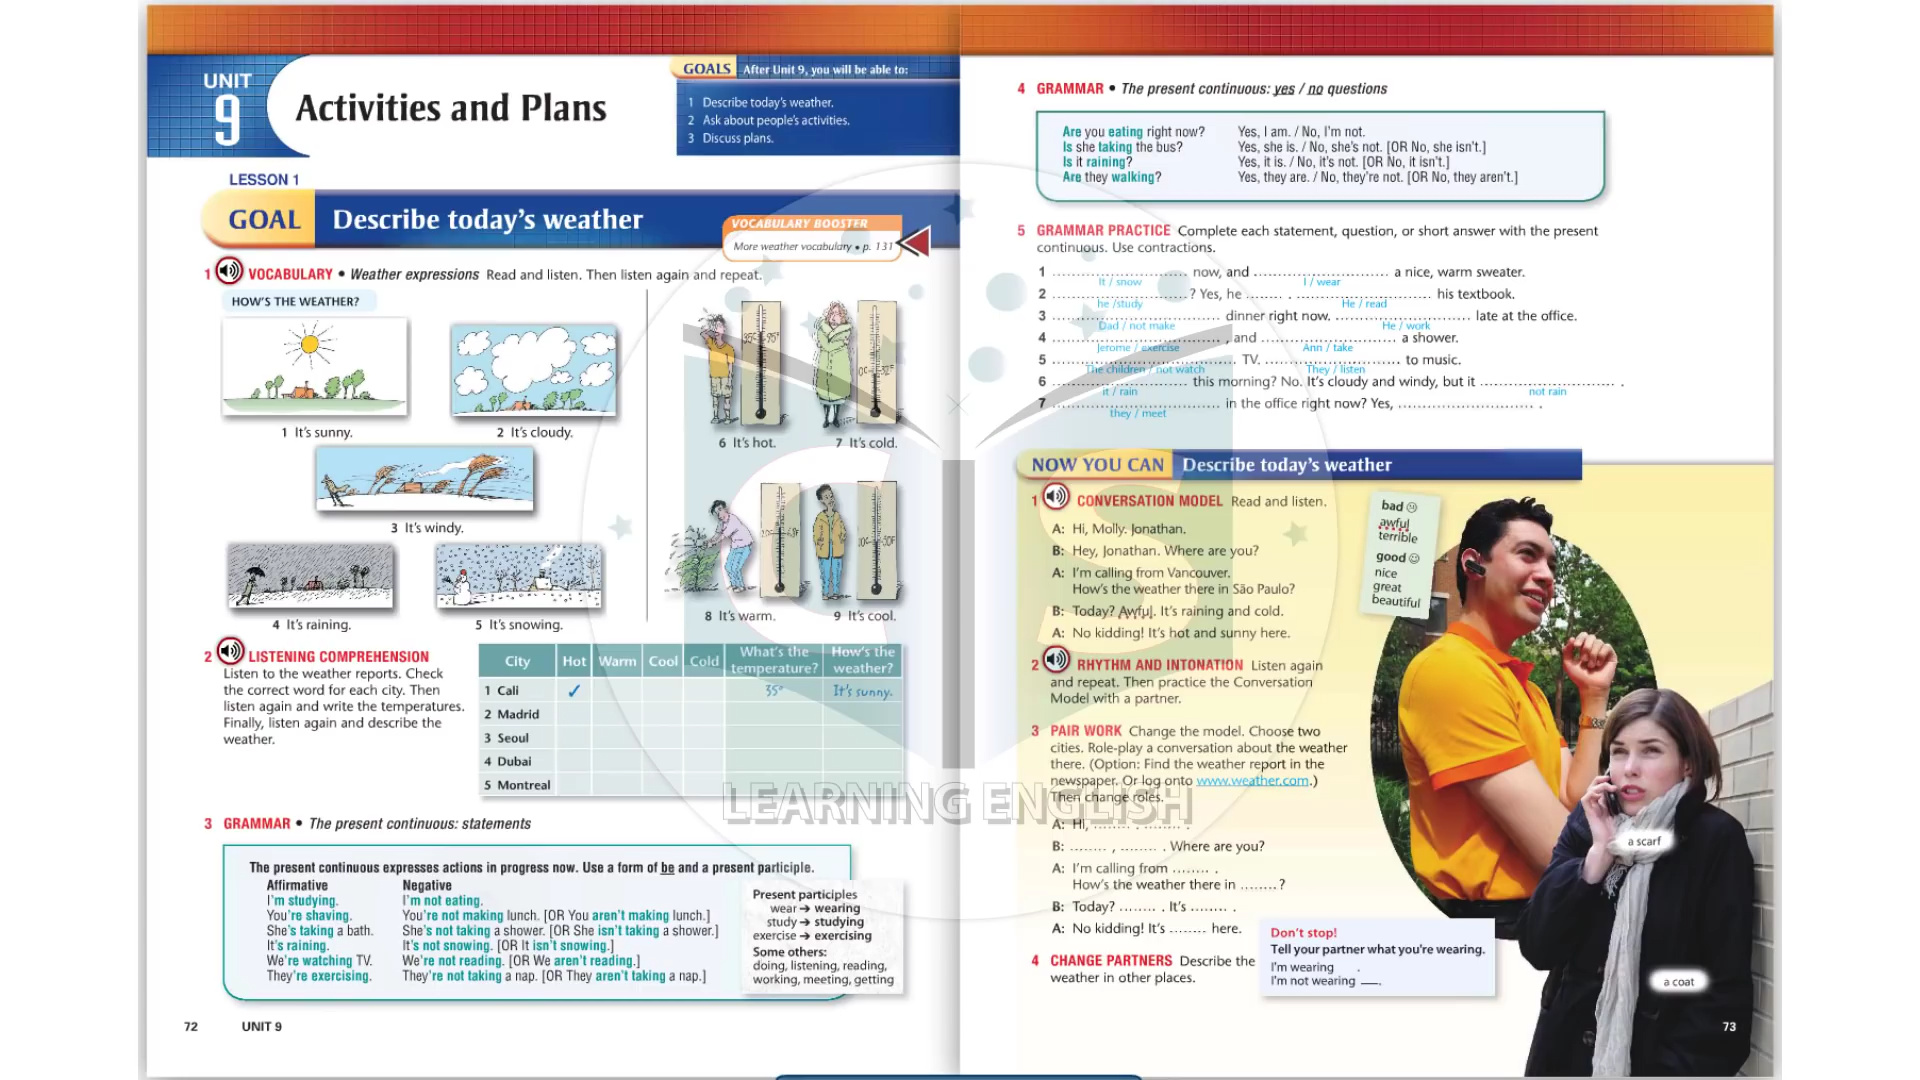 UNIT
9
Activities and Plans
GOALS After Unit 9, you will be able to:
1 Describe today's weather.
2 Ask about people's activities.
3 Discuss plans.
LESSON 1
GOAL Describe today's weather
VOCABULARY BOOSTER
More weather vocabulary • p. 131
1 VOCABULARY • Weather expressions Read and listen. Then listen again and repeat.
HOW'S THE WEATHER?
1 It's sunny.
2 It's cloudy.
3 It's windy.
4 It's raining.
5 It's snowing.
6 It's hot.
7 It's cold.
8 It's warm.
9 It's cool.
2 LISTENING COMPREHENSION
Listen to the weather reports. Check
the correct word for each city. Then
listen again and write the temperatures.
Finally, listen again and describe the
weather.
City Hot Warm Cool Cold What's the temperature? How's the weather?
1 Cali ✓ 35° It's sunny.
2 Madrid
3 Seoul
4 Dubai
5 Montreal
3 GRAMMAR • The present continuous: statements
The present continuous expresses actions in progress now. Use a form of be and a present participle.
Affirmative Negative
I'm studying. I'm not eating.
You're shaving. You're not making lunch. [OR You aren't making lunch.]
She's taking a bath. She's not taking a shower. [OR She isn't taking a shower.]
It's raining. It's not snowing. [OR It isn't snowing.]
We're watching TV. We're not reading. [OR We aren't reading.]
They're exercising. They're not taking a nap. [OR They aren't taking a nap.]
Present participles
wear → wearing
study → studying
exercise → exercising
Some others:
doing, listening, reading,
working, meeting, getting
72 UNIT 9
4 GRAMMAR • The present continuous: yes / no questions
Are you eating right now? Yes, I am. / No, I'm not.
Is she taking the bus? Yes, she is. / No, she's not. [OR No, she isn't.]
Is it raining? Yes, it is. / No, it's not. [OR No, it isn't.]
Are they walking? Yes, they are. / No, they're not. [OR No, they aren't.]
5 GRAMMAR PRACTICE Complete each statement, question, or short answer with the present
continuous. Use contractions.
1 .......................... now, and .......................... a nice, warm sweater.
It / snow I / wear
2 .......................... ? Yes, he ........ . .......................... his textbook.
he /study He / read
3 .......................... dinner right now. .......................... late at the office.
Dad / not make He / work
4 .......................... , and .......................... a shower.
Jerome / exercise Ann / take
5 .......................... TV. .......................... to music.
The children / not watch They / listen
6 .......................... this morning? No. It's cloudy and windy, but it .......................... .
it / rain not rain
7 .......................... in the office right now? Yes, .......................... .
they / meet
NOW YOU CAN Describe today's weather
1 CONVERSATION MODEL Read and listen.
A: Hi, Molly. Jonathan.
B: Hey, Jonathan. Where are you?
A: I'm calling from Vancouver.
How's the weather there in São Paulo?
B: Today? Awful. It's raining and cold.
A: No kidding! It's hot and sunny here.
bad ☹
awful
terrible
good ☺
nice
great
beautiful
2 RHYTHM AND INTONATION Listen again
and repeat. Then practice the Conversation
Model with a partner.
3 PAIR WORK Change the model. Choose two
cities. Role-play a conversation about the weather
there. (Option: Find the weather report in the
newspaper. Or log onto www.weather.com.)
Then change roles.
A: Hi, ........ . ........ .
B: ........ , ........ . Where are you?
A: I'm calling from ........ .
How's the weather there in ........ ?
B: Today? ........ . It's ........ .
A: No kidding! It's ........ here.
4 CHANGE PARTNERS Describe the
weather in other places.
Don't stop!
Tell your partner what you're wearing.
I'm wearing .
I'm not wearing ___.
a scarf
a coat
73
LEARNING ENGLISH